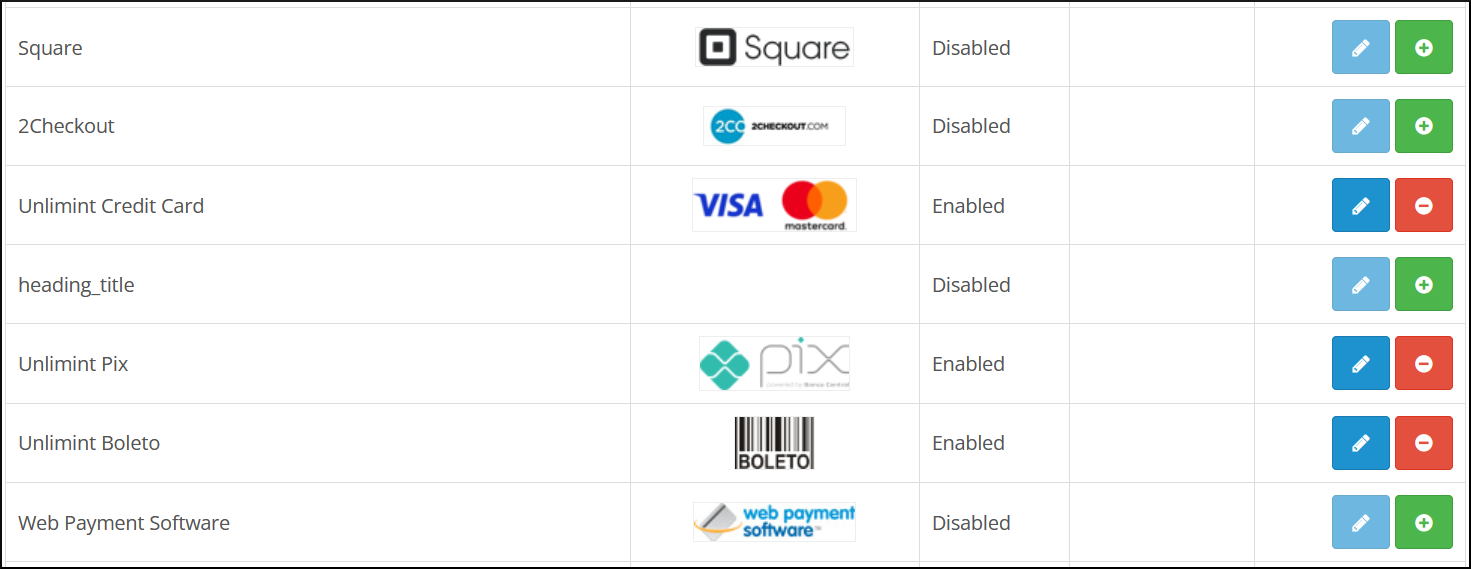 Square
Square
Disabled
2Checkout
2CO 2CHECKOUT.COM
Disabled
Unlimint Credit Card
VISA
mastercard.
Enabled
heading_title
Disabled
Unlimint Pix
pix
powered by Banco Central
Enabled
Unlimint Boleto
BOLETO
Enabled
Web Payment Software
web payment
software™
Disabled